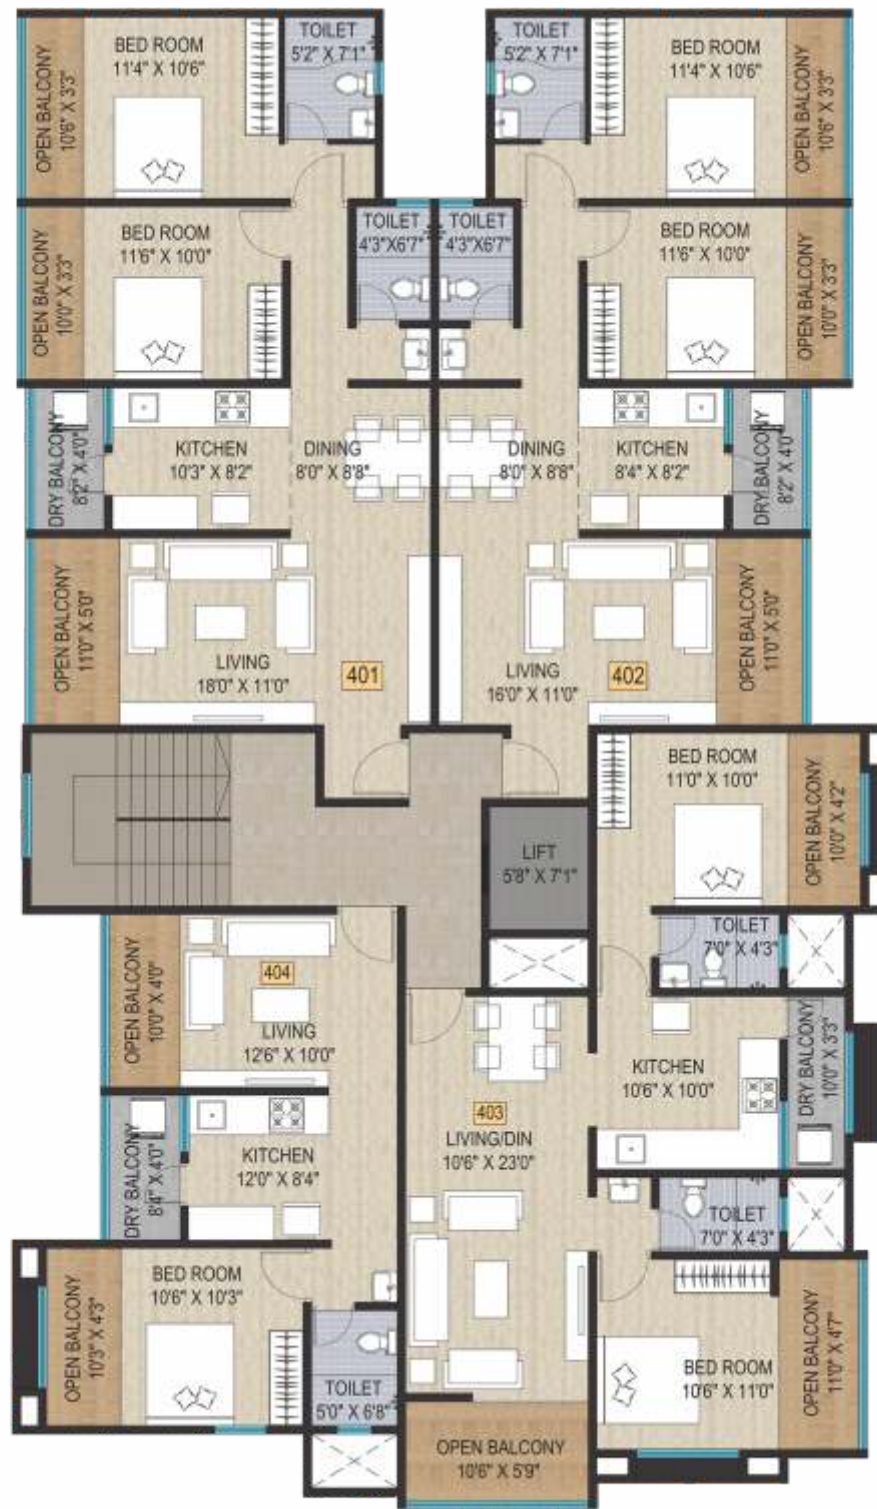 TOILET
5'2" X 7'1"
BED ROOM
11'4" X 10'6"
OPEN BALCONY
10'6" X 3'3"
TOILET
5'2" X 7'1"
BED ROOM
11'4" X 10'6"
OPEN BALCONY
10'6" X 3'3"
OPEN BALCONY
10'0" X 3'3"
BED ROOM
11'6" X 10'0"
TOILET
4'3"X6'7"
TOILET
4'3"X6'7"
BED ROOM
11'6" X 10'0"
OPEN BALCONY
10'0" X 3'3"
DRY BALCONY
8'2" X 4'0"
KITCHEN
10'3" X 8'2"
DINING
8'0" X 8'8"
DINING
8'0" X 8'8"
KITCHEN
8'4" X 8'2"
DRY BALCONY
8'2" X 4'0"
OPEN BALCONY
11'0" X 5'0"
LIVING
18'0" X 11'0"
401
LIVING
16'0" X 11'0"
402
OPEN BALCONY
11'0" X 5'0"
BED ROOM
11'0" X 10'0"
OPEN BALCONY
10'0" X 4'2"
LIFT
5'8" X 7'1"
TOILET
7'0" X 4'3"
OPEN BALCONY
10'0" X 4'0"
404
LIVING
12'6" X 10'0"
KITCHEN
10'6" X 10'0"
DRY BALCONY
10'0" X 3'3"
403
LIVING/DIN
10'6" X 23'0"
DRY BALCONY
8'4" X 4'0"
KITCHEN
12'0" X 8'4"
TOILET
7'0" X 4'3"
OPEN BALCONY
10'3" X 4'3"
BED ROOM
10'6" X 10'3"
TOILET
5'0" X 6'8"
BED ROOM
10'6" X 11'0"
OPEN BALCONY
11'0" X 4'7"
OPEN BALCONY
10'6" X 5'9"